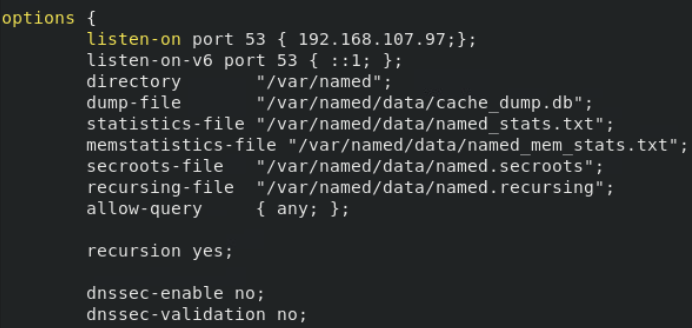 options {
        listen-on port 53 { 192.168.107.97;};
        listen-on-v6 port 53 { ::1; };
        directory       "/var/named";
        dump-file       "/var/named/data/cache_dump.db";
        statistics-file "/var/named/data/named_stats.txt";
        memstatistics-file "/var/named/data/named_mem_stats.txt";
        secroots-file   "/var/named/data/named.secroots";
        recursing-file  "/var/named/data/named.recursing";
        allow-query     { any; };
        recursion yes;
        dnssec-enable no;
        dnssec-validation no;